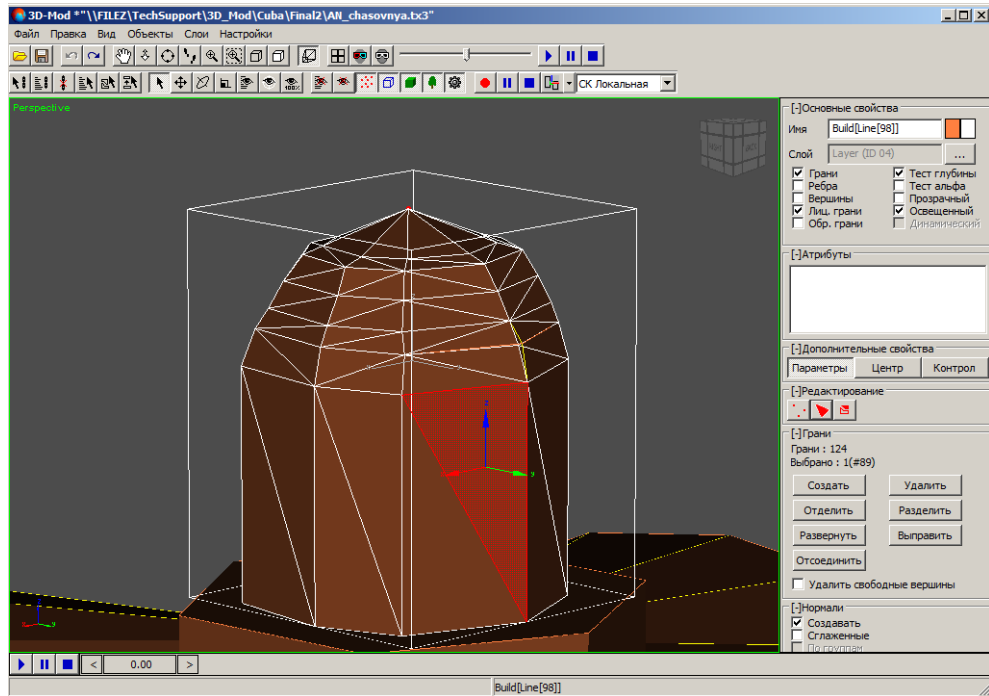 3D-Mod *"\\FILEZ\TechSupport\3D_Mod\Cuba\Final2\AN_chasovnya.tx3"
Файл Правка Вид Объекты Слои Настройки
100%
СК Локальная
Perspective
[-]Основные свойства
Имя Build[Line[98]]
Слой Layer (ID 04) ...
Грани Тест глубины
Ребра Тест альфа
Вершины Прозрачный
Лиц. грани Освещенный
Обр. грани Динамический
[-]Атрибуты
[-]Дополнительные свойства
Параметры Центр Контрол
[-]Редактирование
[-]Грани
Грани : 124
Выбрано : 1(#89)
Создать Удалить
Отделить Разделить
Развернуть Выправить
Отсоединить
Удалить свободные вершины
[-]Нормали
Создавать
Сглаженные
По группам
z
y
< 0.00 >
Build[Line[98]]